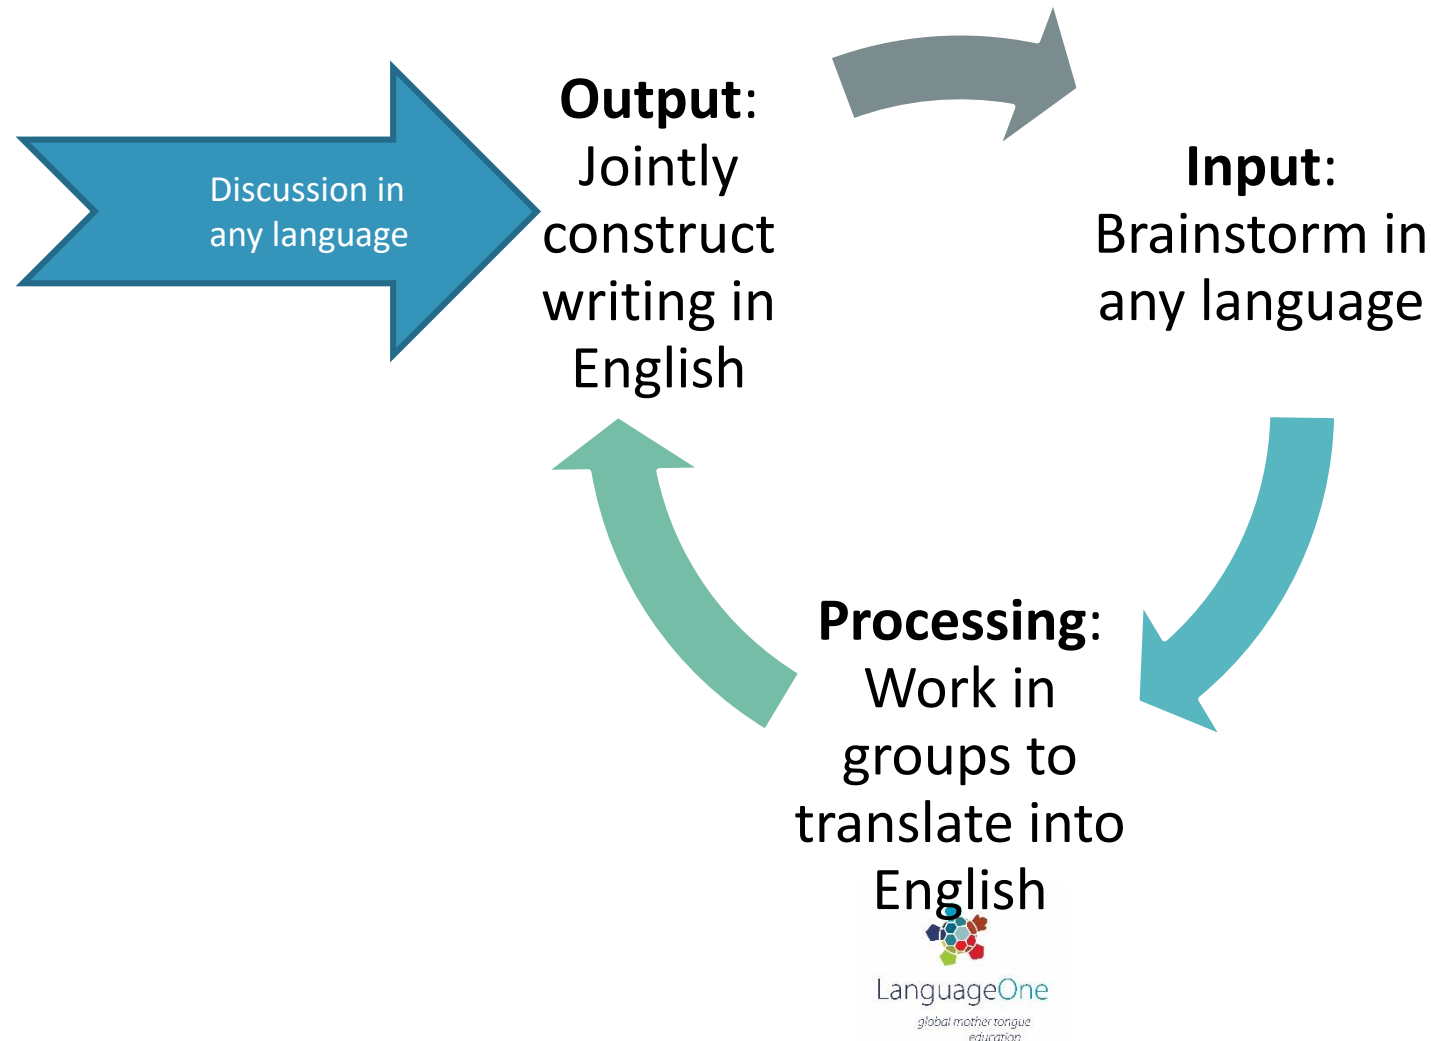 Discussion in
any language
Output:
Jointly
construct
writing in
English
Input:
Brainstorm in
any language
Processing:
Work in
groups to
translate into
English
LanguageOne
global mother tongue
education